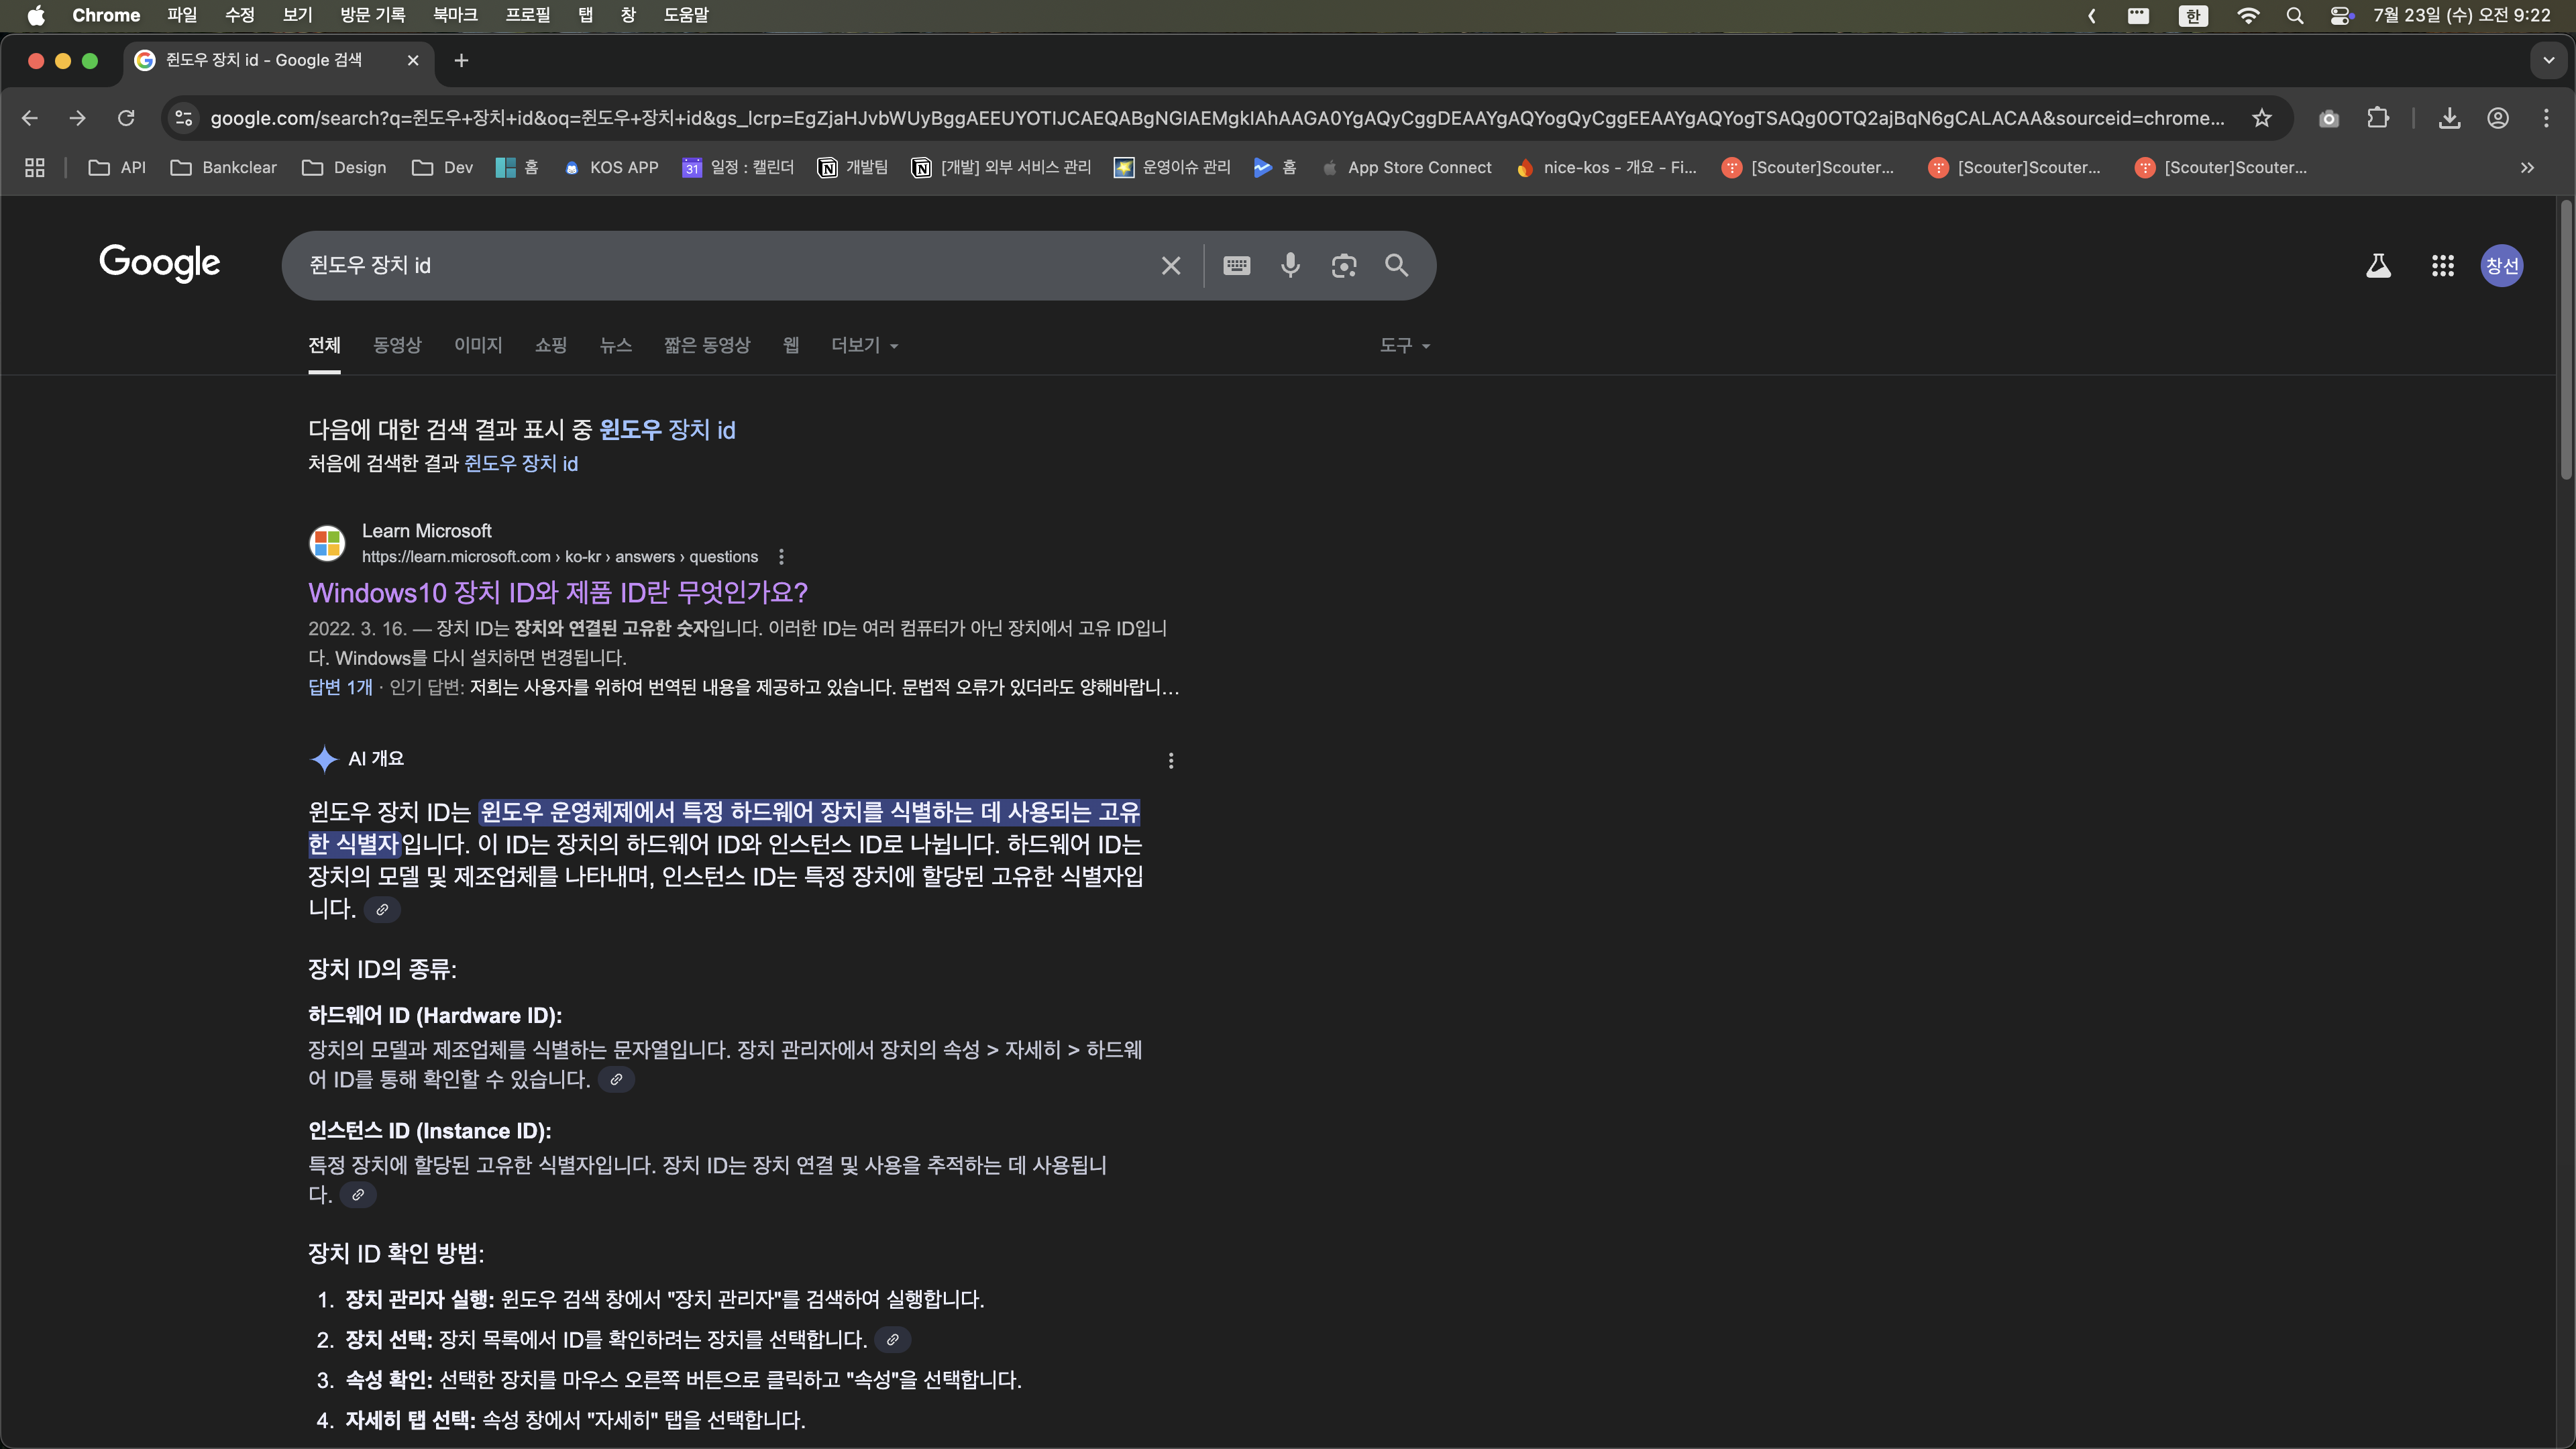 Chrome 파일 수정 보기 방문 기록 북마크 프로필 탭 창 도움말 한 7월 23일 (수) 오전 9:22
쥔도우 장치 id - Google 검색
google.com/search?q=쥔도우+장치+id&oq=쥔도우+장치+id&gs_lcrp=EgZjaHJvbWUyBggAEEUYOTIJCAEQABgNGIAEMgkIAhAAGA0YgAQyCggDEAAYgAQYogQyCggEEAAYgAQYogTSAQg0OTQ2ajBqN6gCALACAA&sourceid=chrome...
API Bankclear Design Dev 홈 KOS APP 31 일정 : 캘린더 개발팀 [개발] 외부 서비스 관리 운영이슈 관리 홈 App Store Connect nice-kos - 개요 - Fi... [Scouter]Scouter... [Scouter]Scouter... [Scouter]Scouter...
Google 쥔도우 장치 id 창선
전체 동영상 이미지 쇼핑 뉴스 짧은 동영상 웹 더보기 도구
다음에 대한 검색 결과 표시 중 윈도우 장치 id
처음에 검색한 결과 쥔도우 장치 id
Learn Microsoft
https://learn.microsoft.com › ko-kr › answers › questions
Windows10 장치 ID와 제품 ID란 무엇인가요?
2022. 3. 16. — 장치 ID는 장치와 연결된 고유한 숫자입니다. 이러한 ID는 여러 컴퓨터가 아닌 장치에서 고유 ID입니
다. Windows를 다시 설치하면 변경됩니다.
답변 1개 · 인기 답변: 저희는 사용자를 위하여 번역된 내용을 제공하고 있습니다. 문법적 오류가 있더라도 양해바랍니...
AI 개요
윈도우 장치 ID는 윈도우 운영체제에서 특정 하드웨어 장치를 식별하는 데 사용되는 고유
한 식별자입니다. 이 ID는 장치의 하드웨어 ID와 인스턴스 ID로 나뉩니다. 하드웨어 ID는
장치의 모델 및 제조업체를 나타내며, 인스턴스 ID는 특정 장치에 할당된 고유한 식별자입
니다.
장치 ID의 종류:
하드웨어 ID (Hardware ID):
장치의 모델과 제조업체를 식별하는 문자열입니다. 장치 관리자에서 장치의 속성 > 자세히 > 하드웨
어 ID를 통해 확인할 수 있습니다.
인스턴스 ID (Instance ID):
특정 장치에 할당된 고유한 식별자입니다. 장치 ID는 장치 연결 및 사용을 추적하는 데 사용됩니
다.
장치 ID 확인 방법:
1. 장치 관리자 실행: 윈도우 검색 창에서 "장치 관리자"를 검색하여 실행합니다.
2. 장치 선택: 장치 목록에서 ID를 확인하려는 장치를 선택합니다.
3. 속성 확인: 선택한 장치를 마우스 오른쪽 버튼으로 클릭하고 "속성"을 선택합니다.
4. 자세히 탭 선택: 속성 창에서 "자세히" 탭을 선택합니다.